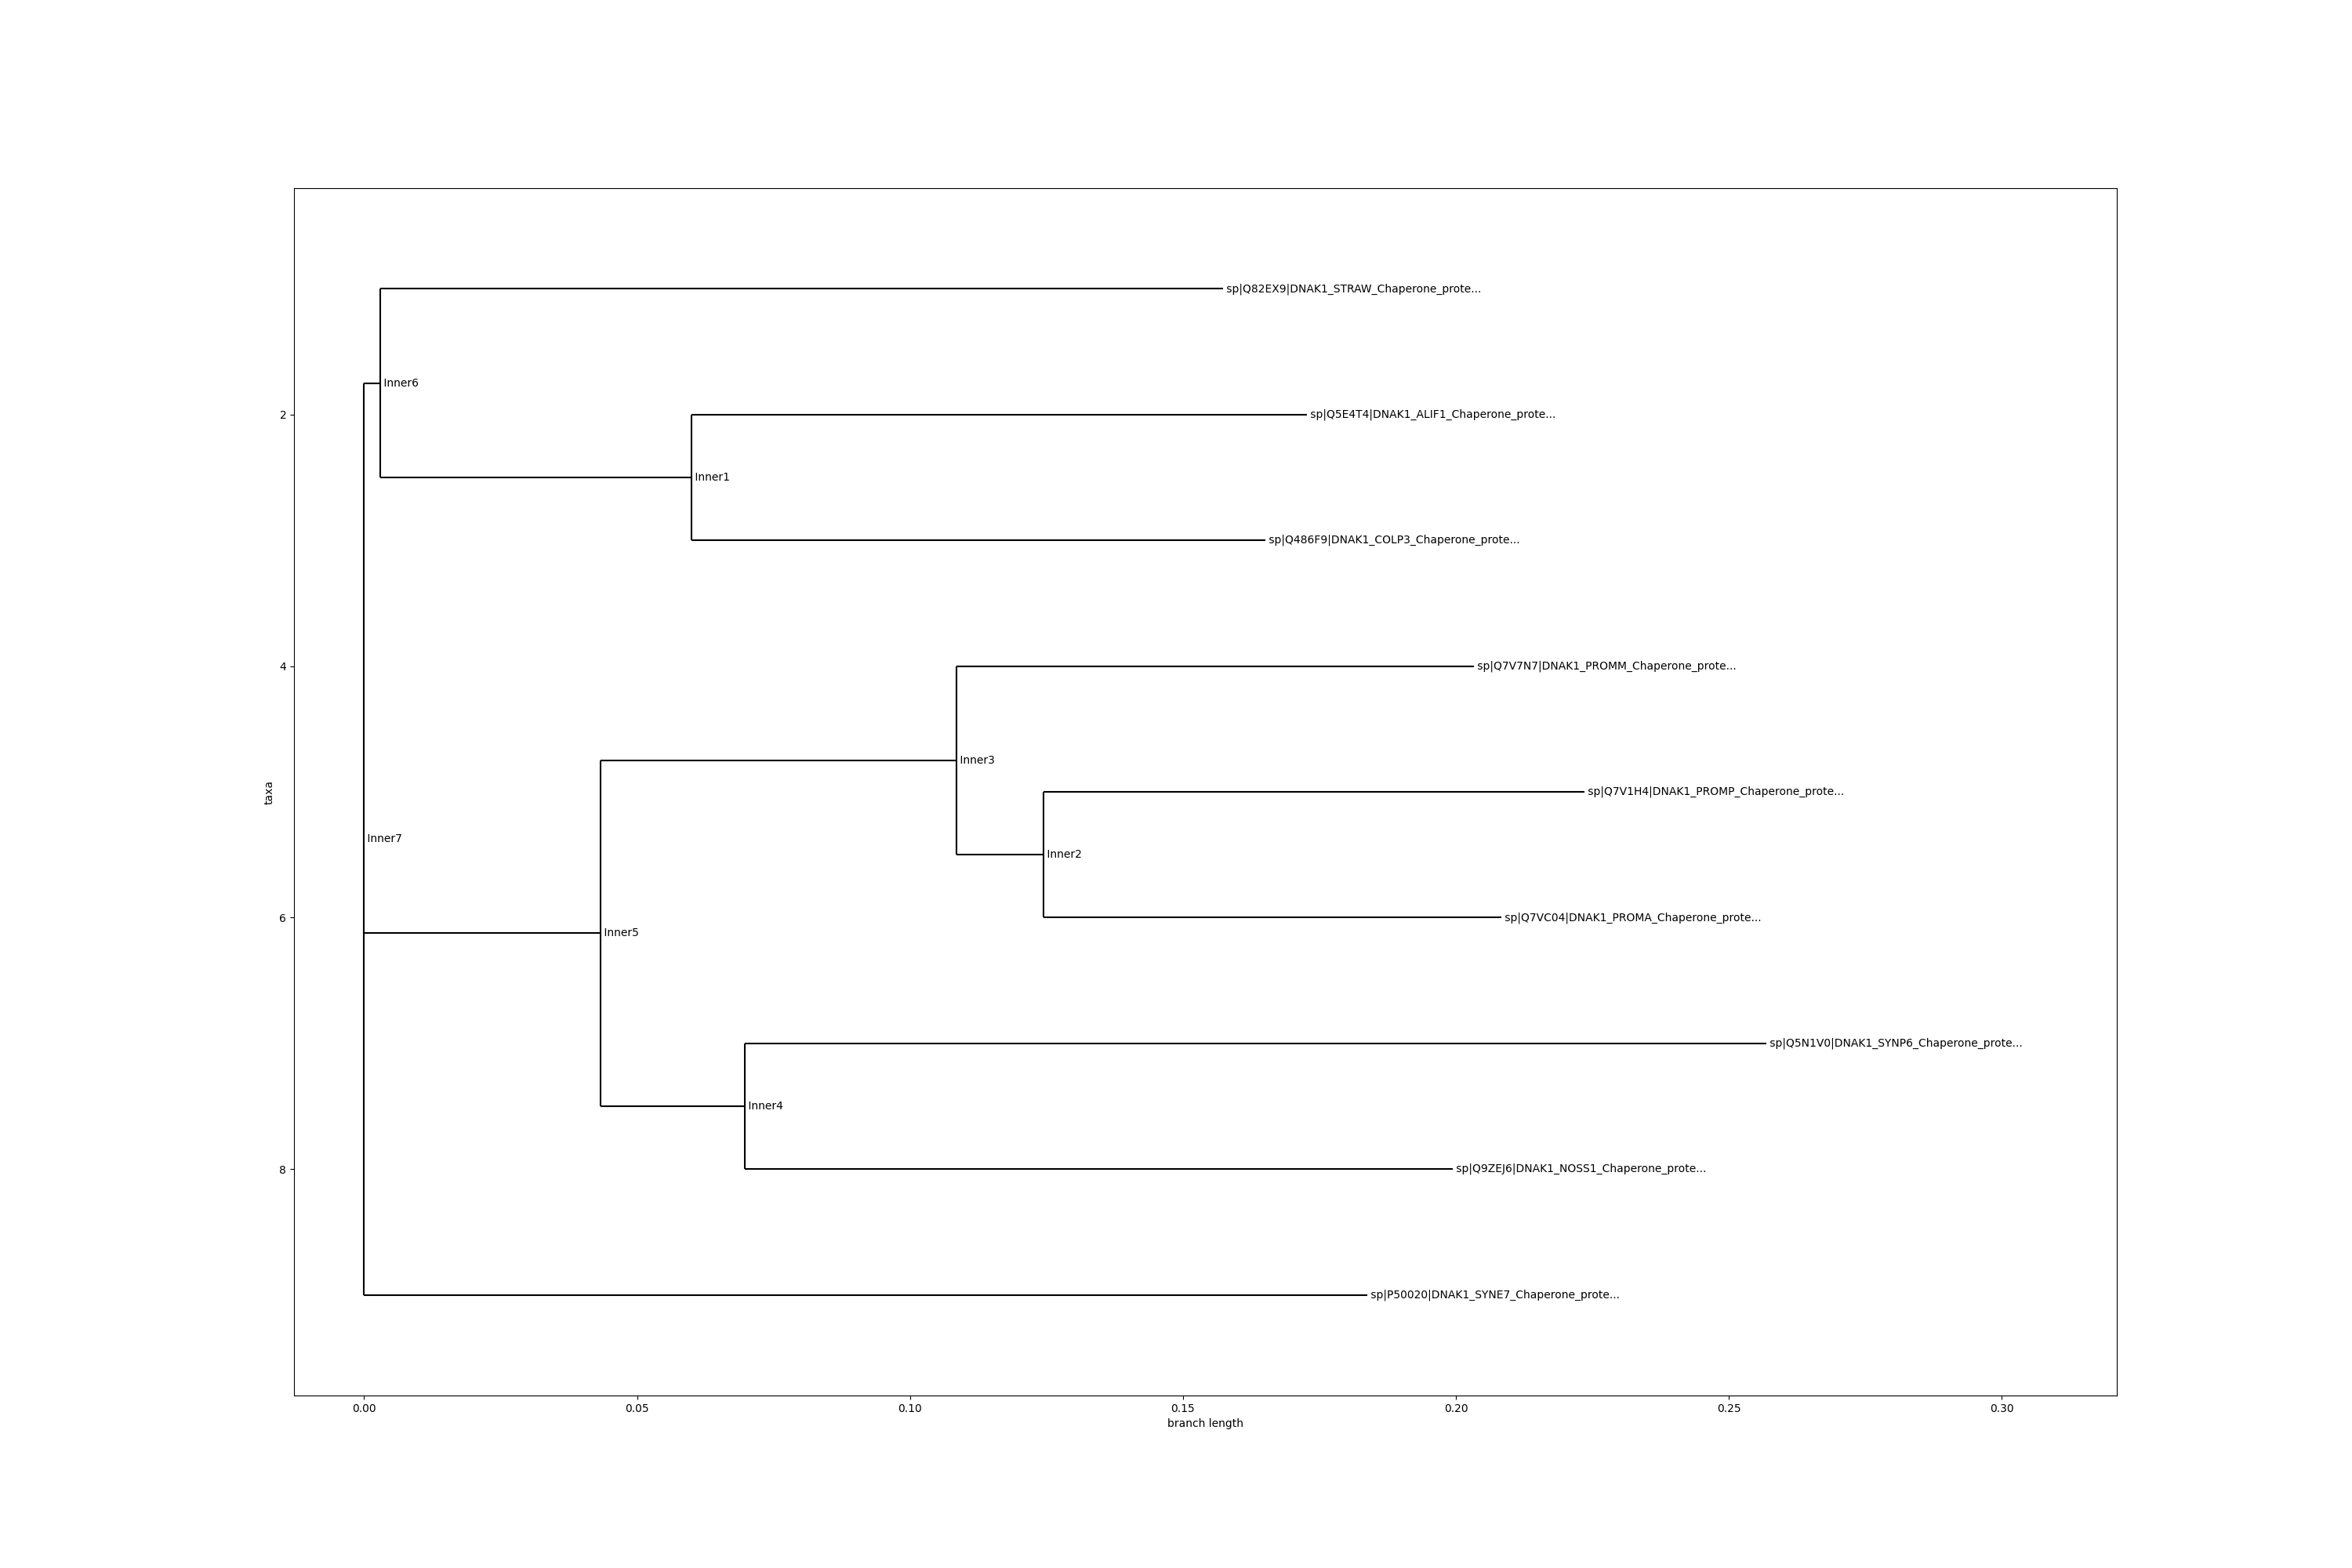 sp|Q82EX9|DNAK1_STRAW_Chaperone_prote...
Inner6
2
sp|Q5E4T4|DNAK1_ALIF1_Chaperone_prote...
Inner1
sp|Q486F9|DNAK1_COLP3_Chaperone_prote...
4
sp|Q7V7N7|DNAK1_PROMM_Chaperone_prote...
Inner3
taxa
sp|Q7V1H4|DNAK1_PROMP_Chaperone_prote...
Inner7
Inner2
6
sp|Q7VC04|DNAK1_PROMA_Chaperone_prote...
Inner5
sp|Q5N1V0|DNAK1_SYNP6_Chaperone_prote...
Inner4
8
sp|Q9ZEJ6|DNAK1_NOSS1_Chaperone_prote...
sp|P50020|DNAK1_SYNE7_Chaperone_prote...
0.00 0.05 0.10 0.15 0.20 0.25 0.30
branch length